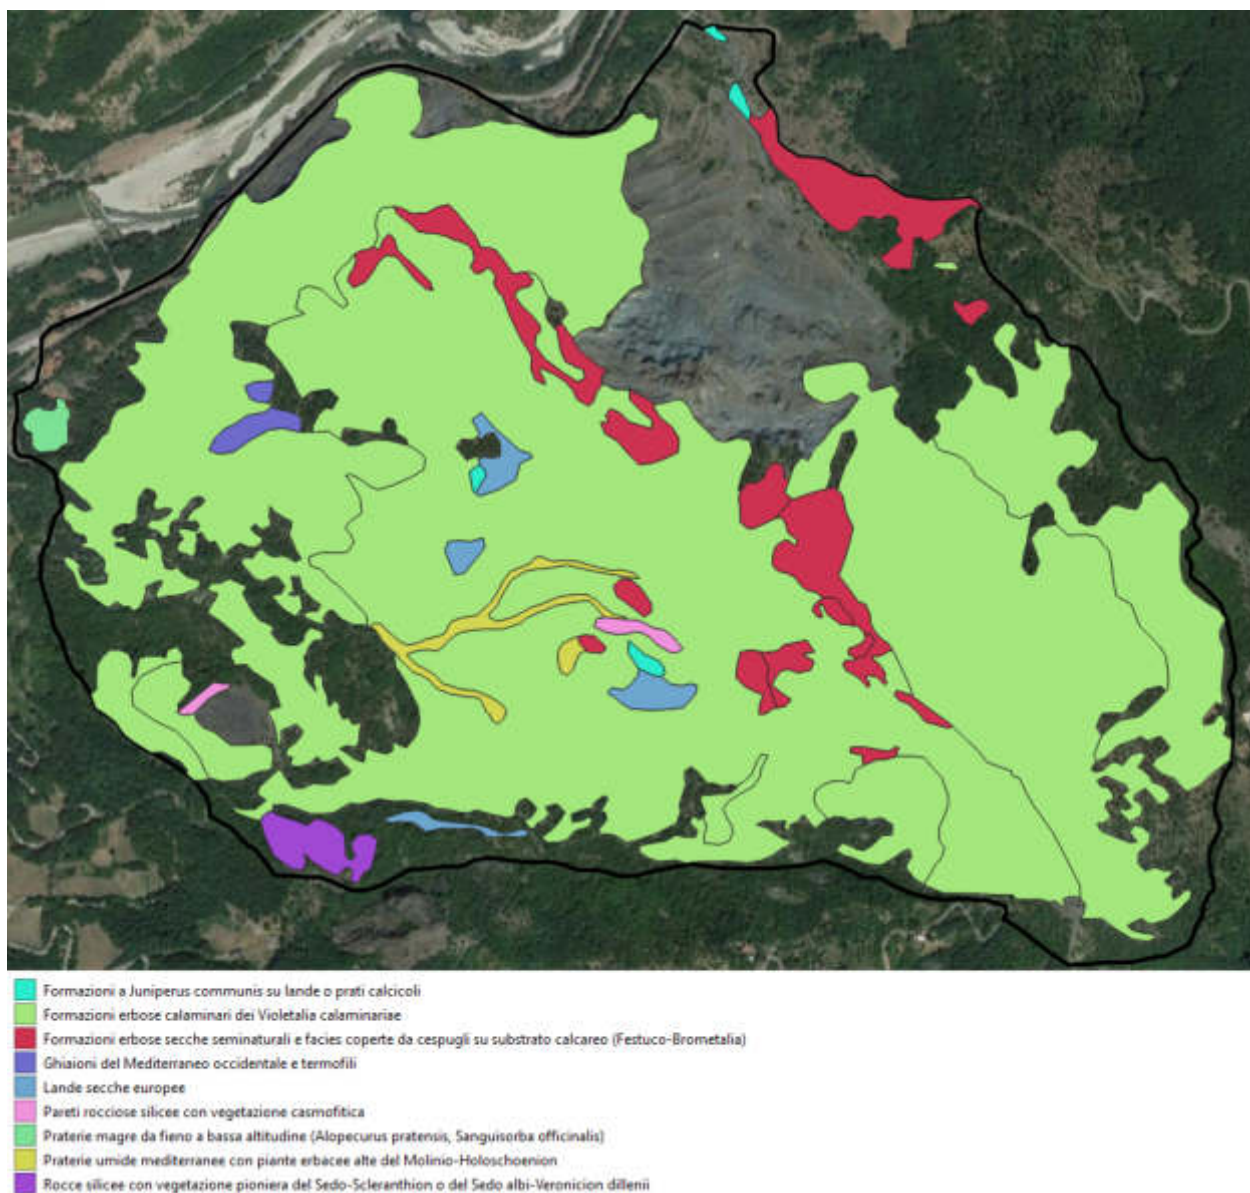 Formazioni a Juniperus communis su lande o prati calcicoli
Formazioni erbose calaminari dei Violetalia calaminariae
Formazioni erbose secche seminaturali e facies coperte da cespugli su substrato calcareo (Festuco-Brometalia)
Ghiaioni del Mediterraneo occidentale e termofili
Lande secche europee
Pareti rocciose silicee con vegetazione casmofitica
Praterie magre da fieno a bassa altitudine (Alopecurus pratensis, Sanguisorba officinalis)
Praterie umide mediterranee con piante erbacee alte del Molinio-Holoschoenion
Rocce silicee con vegetazione pioniera del Sedo-Scleranthion o del Sedo albi-Veronicion dillenii